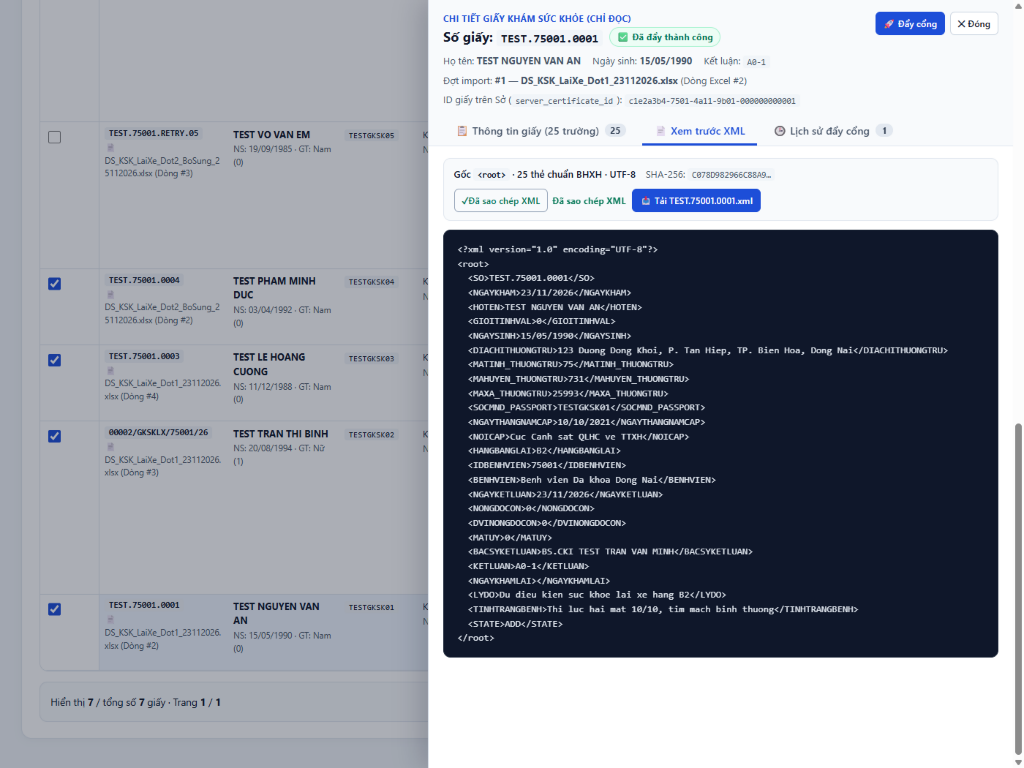 TEST.75001.RETRY.05
DS_KSK_LaiXe_Dot2_BoSung_2
5112026.xlsx (Dòng #3)
TEST VO VAN EM
NS: 19/09/1985 · GT: Nam
(0)
TESTGKSK05
TEST.75001.0004
DS_KSK_LaiXe_Dot2_BoSung_2
5112026.xlsx (Dòng #2)
TEST PHAM MINH
DUC
NS: 03/04/1992 · GT: Nam
(0)
TESTGKSK04
TEST.75001.0003
DS_KSK_LaiXe_Dot1_23112026.
xlsx (Dòng #4)
TEST LE HOANG
CUONG
NS: 11/12/1988 · GT: Nam
(0)
TESTGKSK03
00002/GKSKLX/75001/26
DS_KSK_LaiXe_Dot1_23112026.
xlsx (Dòng #3)
TEST TRAN THI BINH
NS: 20/08/1994 · GT: Nữ
(1)
TESTGKSK02
TEST.75001.0001
DS_KSK_LaiXe_Dot1_23112026.
xlsx (Dòng #2)
TEST NGUYEN VAN
AN
NS: 15/05/1990 · GT: Nam
(0)
TESTGKSK01
Hiển thị 7 / tổng số 7 giấy · Trang 1 / 1
CHI TIẾT GIẤY KHÁM SỨC KHỎE (CHỈ ĐỌC)
Số giấy: TEST.75001.0001 Đã đẩy thành công
Đẩy cổng
✕ Đóng
Họ tên: TEST NGUYEN VAN AN Ngày sinh: 15/05/1990 Kết luận: A0-1
Đợt import: #1 — DS_KSK_LaiXe_Dot1_23112026.xlsx (Dòng Excel #2)
ID giấy trên Sở ( server_certificate_id ): c1e2a3b4-7501-4a11-9b01-000000000001
Thông tin giấy (25 trường) 25
Xem trước XML
Lịch sử đẩy cổng 1
Gốc <root> · 25 thẻ chuẩn BHXH · UTF-8 SHA-256: C078D982966C88A9…
✓Đã sao chép XML Đã sao chép XML Tải TEST.75001.0001.xml
<?xml version="1.0" encoding="UTF-8"?>
<root>
<SO>TEST.75001.0001</SO>
<NGAYKHAM>23/11/2026</NGAYKHAM>
<HOTEN>TEST NGUYEN VAN AN</HOTEN>
<GIOITINHVAL>0</GIOITINHVAL>
<NGAYSINH>15/05/1990</NGAYSINH>
<DIACHITHUONGTRU>123 Duong Dong Khoi, P. Tan Hiep, TP. Bien Hoa, Dong Nai</DIACHITHUONGTRU>
<MATINH_THUONGTRU>75</MATINH_THUONGTRU>
<MAHUYEN_THUONGTRU>731</MAHUYEN_THUONGTRU>
<MAXA_THUONGTRU>25993</MAXA_THUONGTRU>
<SOCMND_PASSPORT>TESTGKSK01</SOCMND_PASSPORT>
<NGAYTHANGNAMCAP>10/10/2021</NGAYTHANGNAMCAP>
<NOICAP>Cuc Canh sat QLHC ve TTXH</NOICAP>
<HANGBANGLAI>B2</HANGBANGLAI>
<IDBENHVIEN>75001</IDBENHVIEN>
<BENHVIEN>Benh vien Da khoa Dong Nai</BENHVIEN>
<NGAYKETLUAN>23/11/2026</NGAYKETLUAN>
<NONGDOCON>0</NONGDOCON>
<DVINONGDOCON>0</DVINONGDOCON>
<MATUY>0</MATUY>
<BACSYKETLUAN>BS.CKI TEST TRAN VAN MINH</BACSYKETLUAN>
<KETLUAN>A0-1</KETLUAN>
<NGAYKHAMLAI></NGAYKHAMLAI>
<LYDO>Du dieu kien suc khoe lai xe hang B2</LYDO>
<TINHTRANGBENH>Thi luc hai mat 10/10, tim mach binh thuong</TINHTRANGBENH>
<STATE>ADD</STATE>
</root>